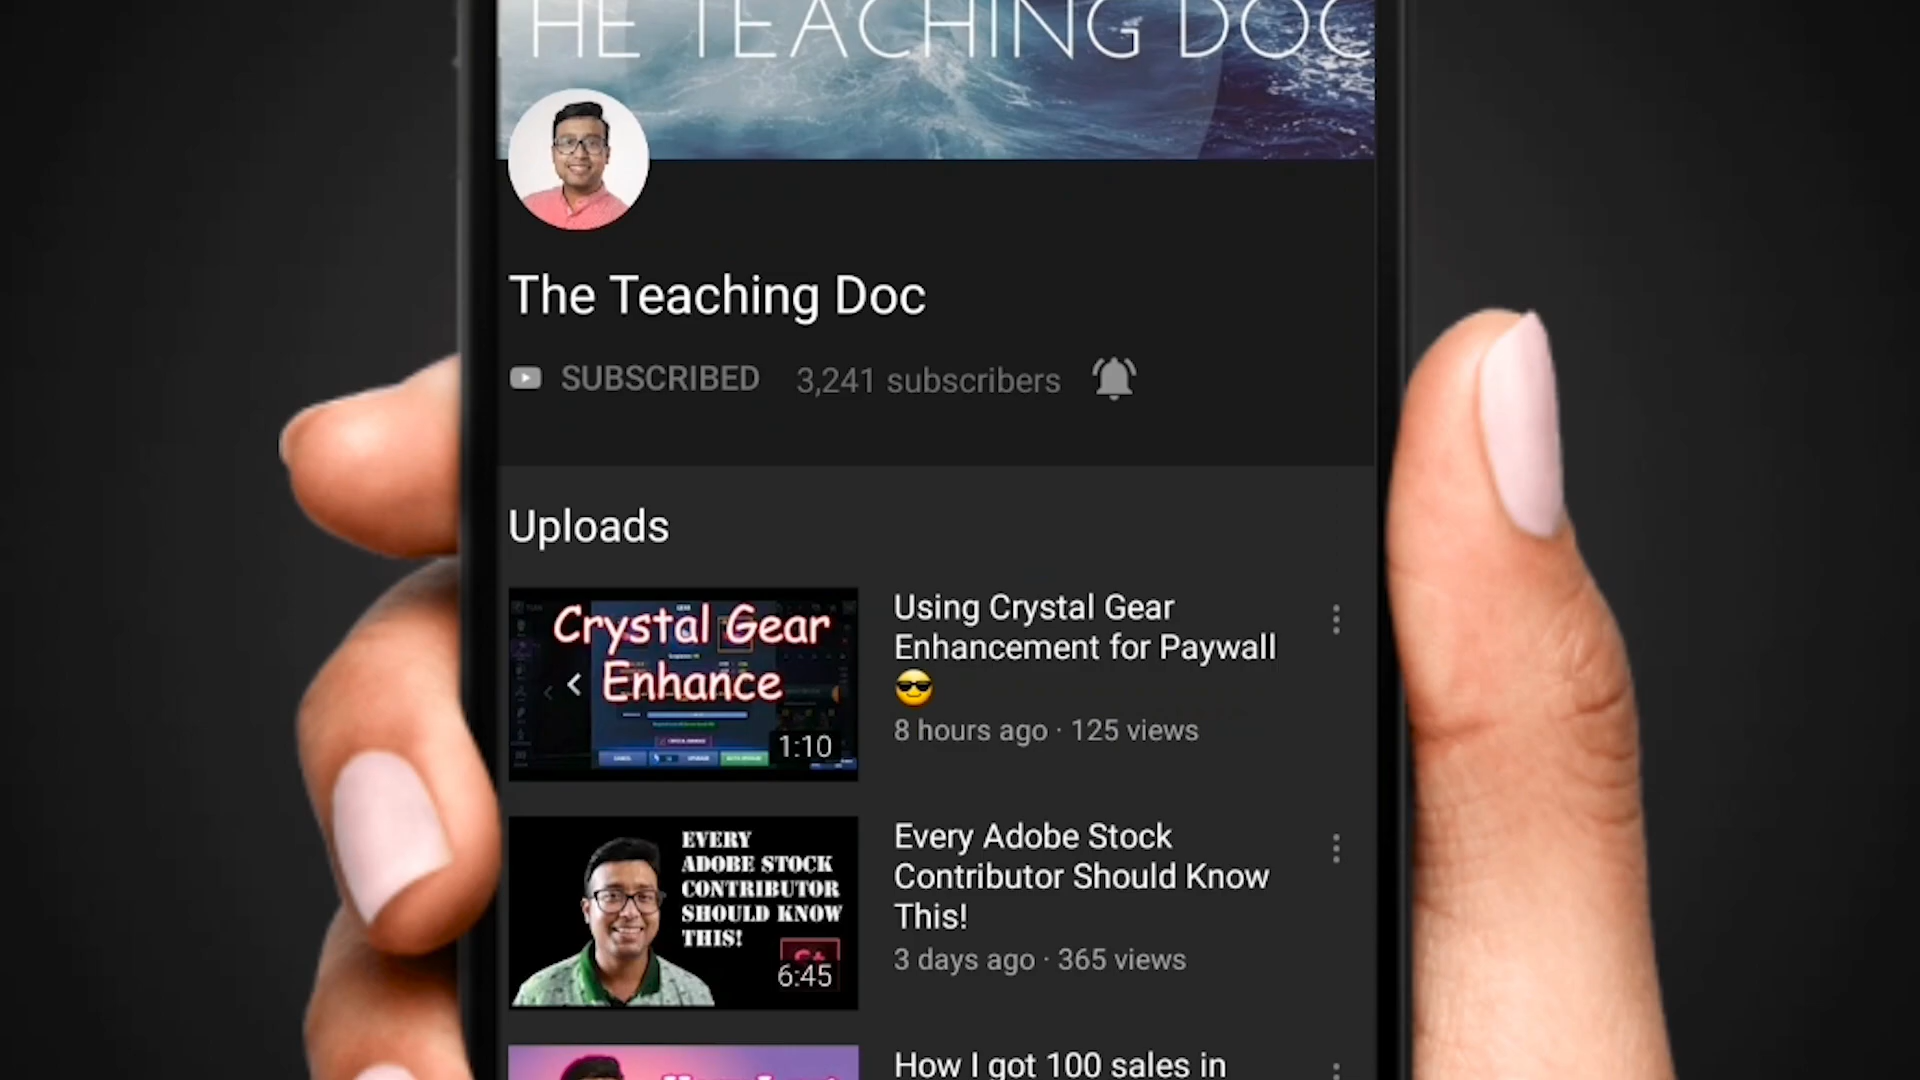 HE TEACHING DOC
The Teaching Doc
SUBSCRIBED 3,241 subscribers
Uploads
Crystal Gear
Enhance
1:10
Using Crystal Gear
Enhancement for Paywall
😎
8 hours ago · 125 views
EVERY
ADOBE STOCK
CONTRIBUTOR
SHOULD KNOW
THIS!
6:45
Every Adobe Stock
Contributor Should Know
This!
3 days ago · 365 views
How I got 100 sales in